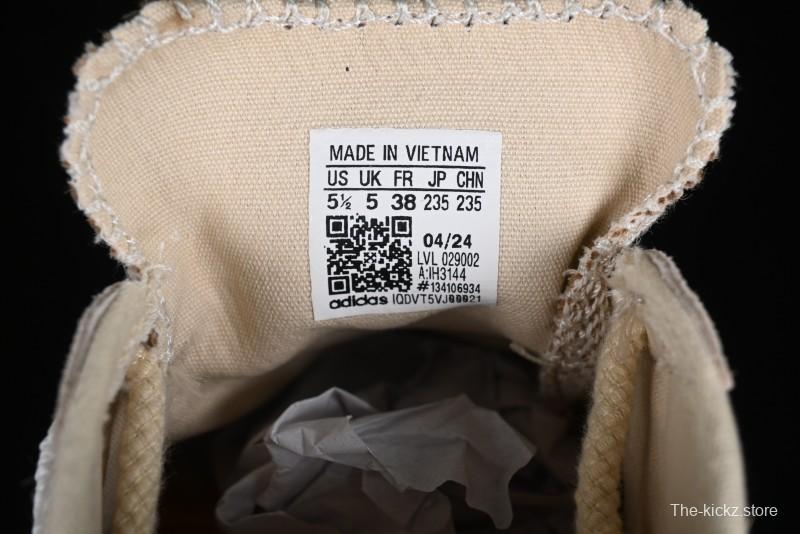 MADE IN VIETNAM
US UK FR JP CHN
5½ 5 38 235 235
04/24
LVL 029002
A:IH3144
#134106934
adidas IQDVT5VJ00021
The-kickz.store